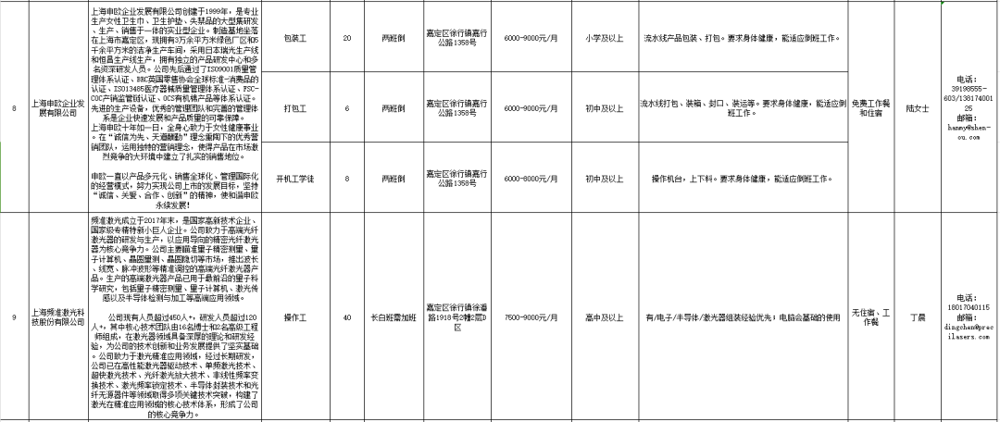 8
上海申欧企业发
展有限公司
上海申欧企业发展有限公司创建于1999年，是专业
生产女性卫生巾、卫生护垫、失禁品的大型集研发
、生产、销售于一体的实业型企业。制造基地坐落
在上海市嘉定区，现拥有3万余平方米绿色厂区和5
千余平方米的洁净生产车间，采用日本瑞光生产线
和恒昌生产线生产，拥有独立的产品研发中心和多
名资深研发人员。公司先后通过了ISO9001质量管
理体系认证、BRC英国零售协会全球标准-消费品的
认证、ISO13485医疗器械质量管理体系认证、FSC-
COC产销监管链认证、OCS有机棉产品等体系认证。
先进的生产设备，优秀的管理团队和完善的管理体
系是企业快速发展和产品质量的可靠保障。
上海申欧十年如一日，全身心致力于女性健康事业
。在“诚信为先、天道酬勤”理念熏陶下的优秀营
销团队，运用独特的营销理念，使得产品在市场激
烈竞争的大环境中建立了扎实的销售地位。
申欧一直以产品多元化、销售全球化、管理国际化
的经营模式，努力实现公司上市的发展目标，坚持
“诚信、关爱、合作、创新”的精神，使和谐申欧
永续发展！
包装工
20
两班倒
嘉定区徐行镇嘉行
公路1358号
6000-9000元/月
小学及以上
流水线产品包装、打包。要求身体健康，能适应倒班工作。
打包工
6
两班倒
嘉定区徐行镇嘉行
公路1358号
6000-9000元/月
初中及以上
流水线打包、装箱、封口、装运等。要求身体健康，能适应倒
班工作。
开机工学徒
8
两班倒
嘉定区徐行镇嘉行
公路1358号
6000-8000元/月
初中及以上
操作机台，上下料。要求身体健康，能适应倒班工作。
免费工作餐
和住宿
陆女士
电话：
39198555-
603/138174001
25
邮箱：
hammy@shen-
ou.com
9
上海频准激光科
技股份有限公司
频准激光成立于2017年末，是国家高新技术企业、
国家级专精特新小巨人企业。公司致力于高端光纤
激光器的研发与生产，以应用导向的精密光纤激光
器为核心竞争力。公司主要瞄准量子精密测量、量
子计算机、晶圆量测、晶圆隐切等市场，推出波长
、线宽、脉冲波形等精准调控的高端光纤激光器产
品。生产的高端激光器产品已用于最前沿的量子科
学研究，包括量子精密测量、量子计算机、激光传
感以及半导体检测与加工等高端应用领域。
公司现有人员超过450人+，研发人员超过120
人+，其中核心技术团队由16名博士和2名高级工程
师组成，在激光器领域具备深厚的理论和研发经
验，为公司的技术创新和业务发展提供了坚实基础
。公司致力于激光精准应用领域，经过长期研发，
公司已在高性能激光器驱动技术、单频激光技术、
超快激光技术、光纤激光放大技术、非线性频率变
换技术、激光频率锁定技术、半导体封装技术和光
纤无源器件等领域取得多项关键技术突破，构建了
激光在精准应用领域的核心技术体系，形成了公司
的核心竞争力。
操作工
40
长白班需加班
嘉定区徐行镇徐潘
路1918号2幢2层D
区
7500-9000元/月
高中及以上
有/电子/半导体/激光器组装经验优先；电脑会基础的使用
无住宿、工
作餐
丁晨
电话：
18017040115
邮箱：
dingchen@prec
ilasers.com